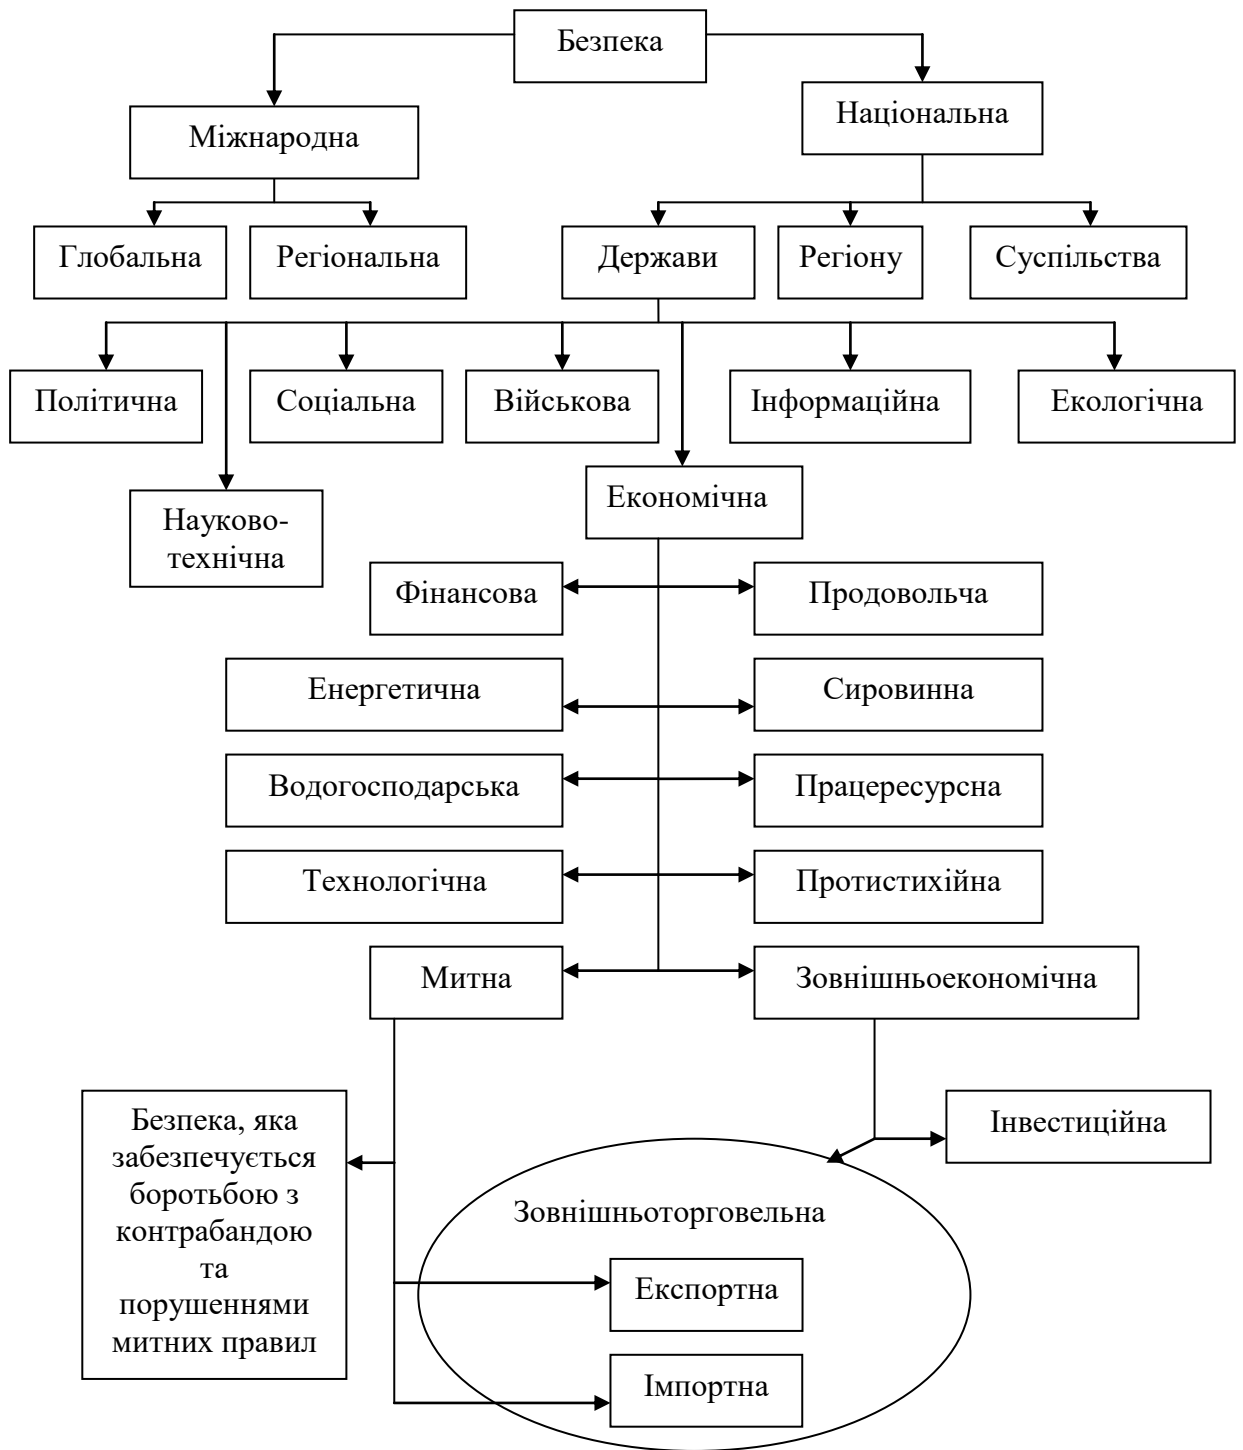 Безпека
Національна
Міжнародна
Глобальна
Регіональна
Держави
Регіону
Суспільства
Політична
Соціальна
Військова
Інформаційна
Екологічна
Економічна
Науково-
технічна
Фінансова
Продовольча
Енергетична
Сировинна
Водогосподарська
Працересурсна
Технологічна
Протистихійна
Митна
Зовнішньоекономічна
Безпека, яка
забезпечується
боротьбою з
контрабандою
та
порушеннями
митних правил
Інвестиційна
Зовнішньоторговельна
Експортна
Імпортна